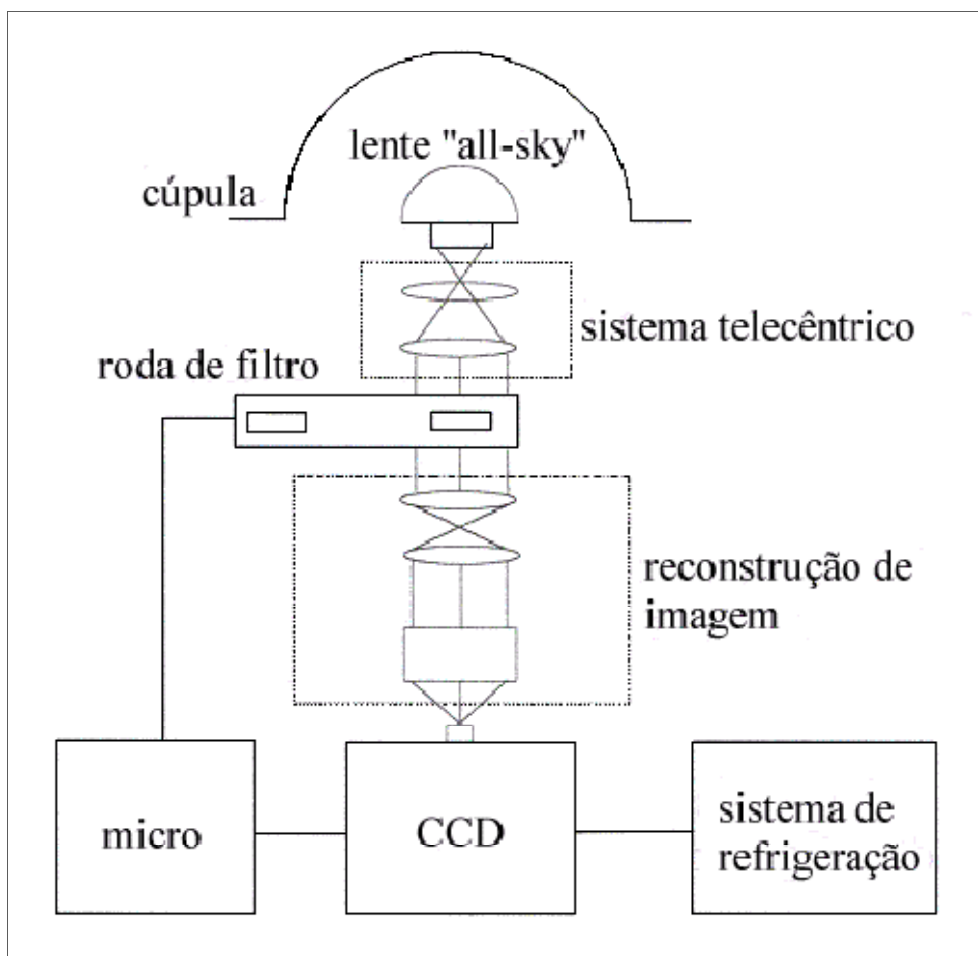 lente "all-sky"
cúpula
sistema telecêntrico
roda de filtro
reconstrução de
imagem
micro
CCD
sistema de
refrigeração